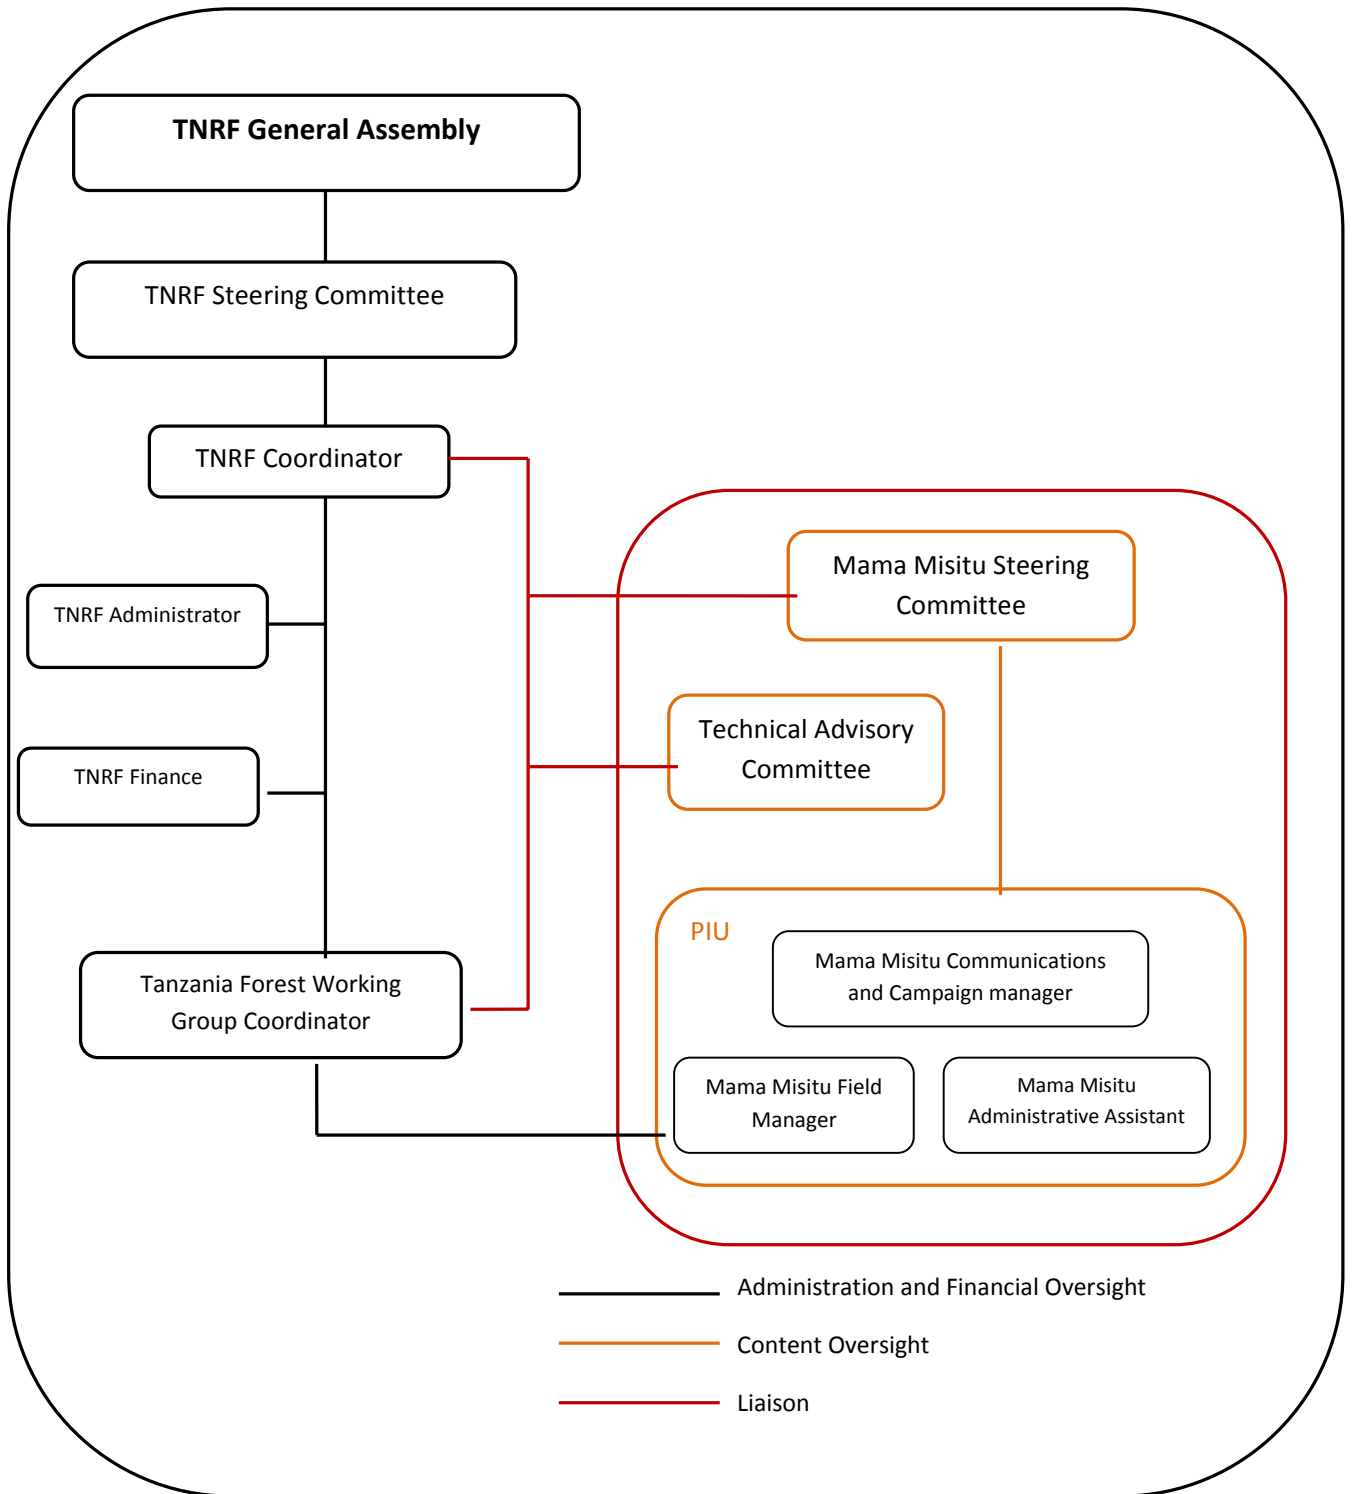 TNRF General Assembly
TNRF Steering Committee
TNRF Coordinator
TNRF Administrator
TNRF Finance
Tanzania Forest Working
Group Coordinator
Mama Misitu Steering
Committee
Technical Advisory
Committee
PIU
Mama Misitu Communications
and Campaign manager
Mama Misitu Field
Manager
Mama Misitu
Administrative Assistant
Administration and Financial Oversight
Content Oversight
Liaison